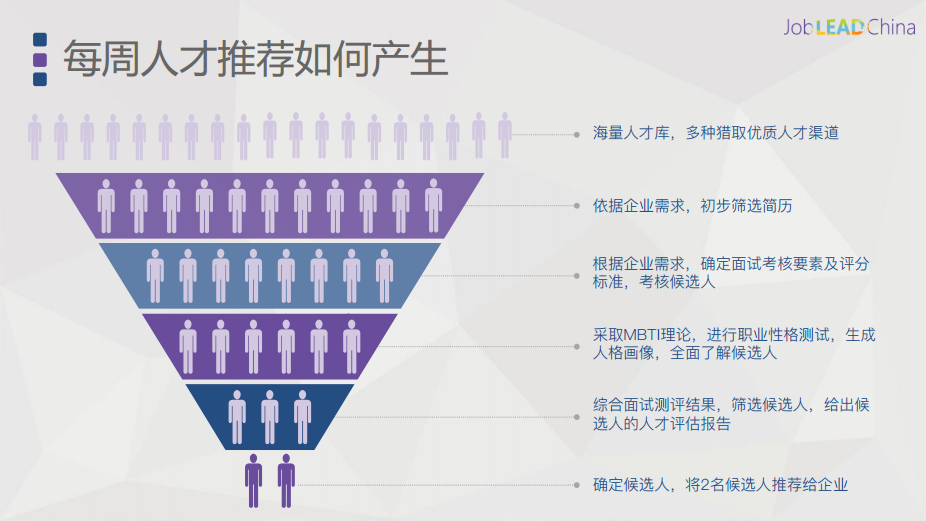 JobLEADChina
每周人才推荐如何产生
海量人才库，多种猎取优质人才渠道
依据企业需求，初步筛选简历
根据企业需求，确定面试考核要素及评分
标准，考核候选人
采取MBTI理论，进行职业性格测试，生成
人格画像，全面了解候选人
综合面试测评结果，筛选候选人，给出候
选人的人才评估报告
确定候选人，将2名候选人推荐给企业